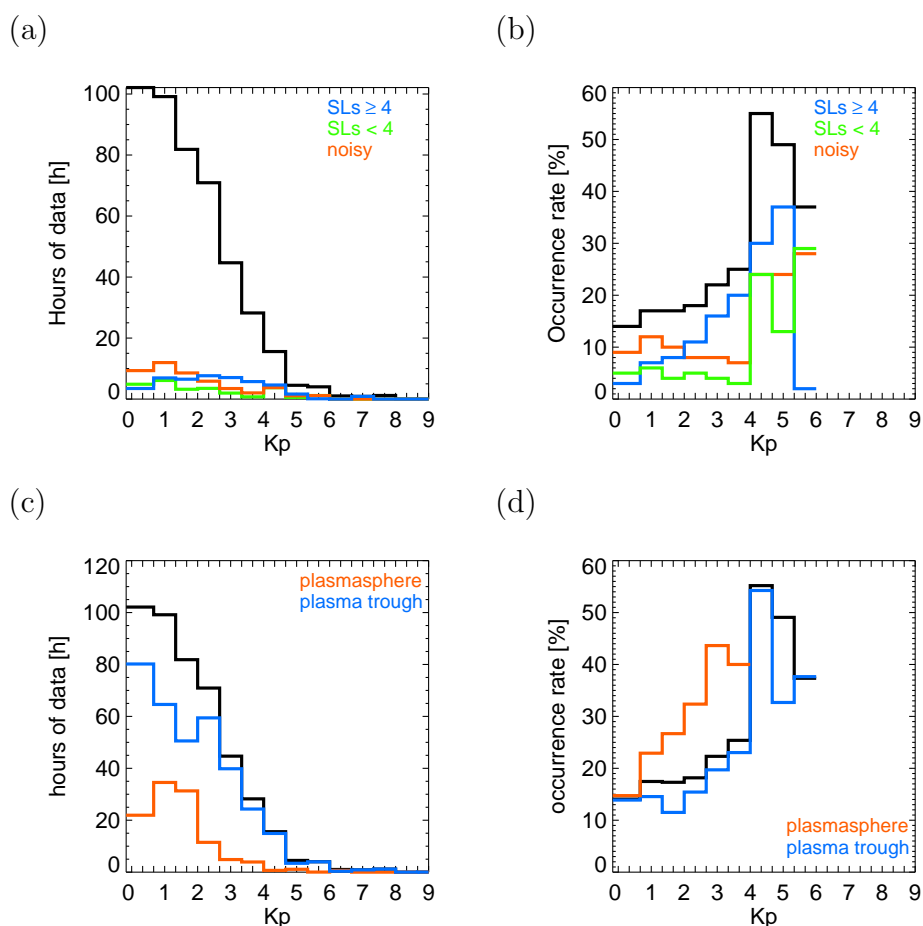 (a)
SLs ≥ 4
SLs < 4
noisy
Hours of data [h]
100
80
60
40
20
0
0 1 2 3 4 5 6 7 8 9
Kp
(b)
SLs ≥ 4
SLs < 4
noisy
Occurrence rate [%]
60
50
40
30
20
10
0
0 1 2 3 4 5 6 7 8 9
Kp
(c)
plasmasphere
plasma trough
hours of data [h]
120
100
80
60
40
20
0
0 1 2 3 4 5 6 7 8 9
Kp
(d)
occurrence rate [%]
60
50
40
30
20
10
0
plasmasphere
plasma trough
0 1 2 3 4 5 6 7 8 9
Kp